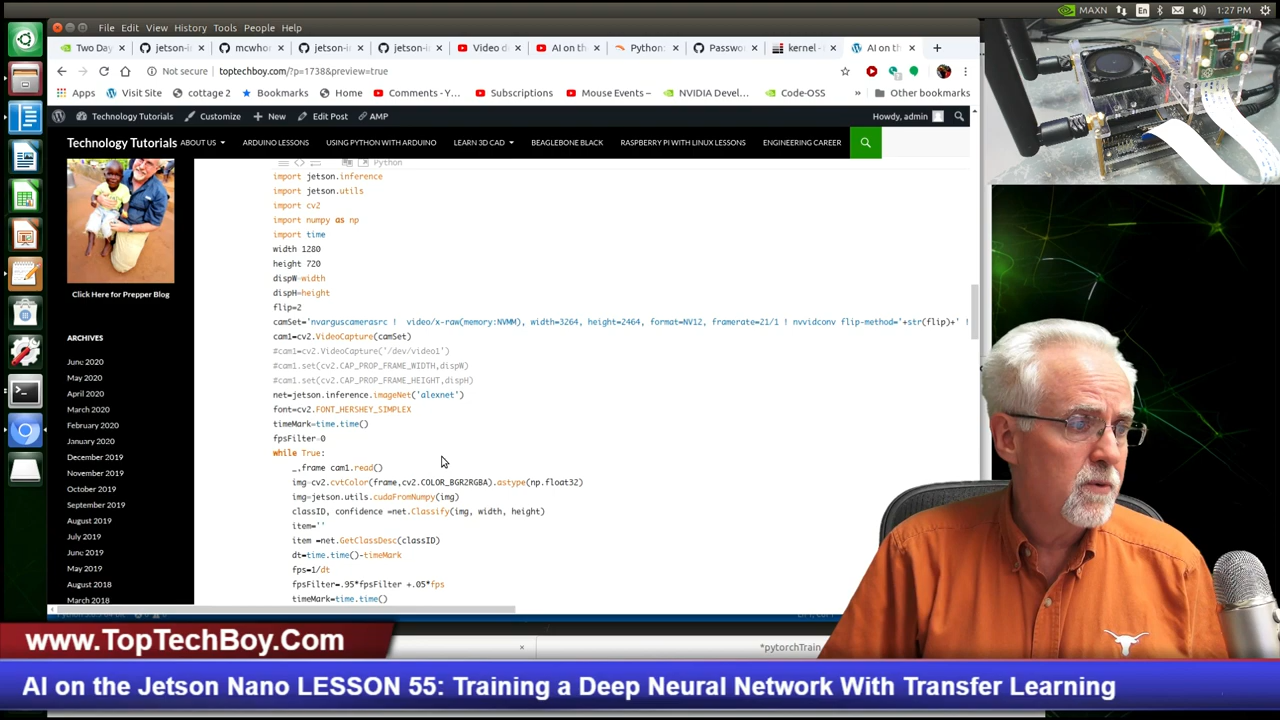 File Edit View History Tools People Help
MAXN En 1:27 PM
Two Day jetson-i mcwhor jetson-i jetson-i Video d AI on th Python: Passwo kernel - AI on th
Not secure toptechboy.com/?p=1738&preview=true
Apps Visit Site cottage 2 Bookmarks Home Comments - Y... Subscriptions Mouse Events – NVIDIA Devel... Code-OSS » Other bookmarks
Technology Tutorials Customize New Edit Post AMP Howdy, admin
Technology Tutorials ABOUT US ARDUINO LESSONS USING PYTHON WITH ARDUINO LEARN 3D CAD BEAGLEBONE BLACK RASPBERRY PI WITH LINUX LESSONS ENGINEERING CAREER
Python
import jetson.inference
import jetson.utils
import cv2
import numpy as np
import time
width 1280
height 720
dispW=width
dispH=height
flip=2
camSet='nvarguscamerasrc ! video/x-raw(memory:NVMM), width=3264, height=2464, format=NV12, framerate=21/1 ! nvvidconv flip-method='+str(flip)+' !
cam1=cv2.VideoCapture(camSet)
#cam1=cv2.VideoCapture('/dev/video1')
#cam1.set(cv2.CAP_PROP_FRAME_WIDTH,dispW)
#cam1.set(cv2.CAP_PROP_FRAME_HEIGHT,dispH)
net=jetson.inference.imageNet('alexnet')
font=cv2.FONT_HERSHEY_SIMPLEX
timeMark=time.time()
fpsFilter=0
while True:
_,frame cam1.read()
img=cv2.cvtColor(frame,cv2.COLOR_BGR2RGBA).astype(np.float32)
img=jetson.utils.cudaFromNumpy(img)
classID, confidence =net.Classify(img, width, height)
item=''
item =net.GetClassDesc(classID)
dt=time.time()-timeMark
fps=1/dt
fpsFilter=.95*fpsFilter +.05*fps
timeMark=time.time()
Click Here for Prepper Blog
ARCHIVES
June 2020
May 2020
April 2020
March 2020
February 2020
January 2020
December 2019
November 2019
October 2019
September 2019
August 2019
July 2019
June 2019
May 2019
August 2018
March 2018
*pytorchTrain
www.TopTechBoy.Com
AI on the Jetson Nano LESSON 55: Training a Deep Neural Network With Transfer Learning